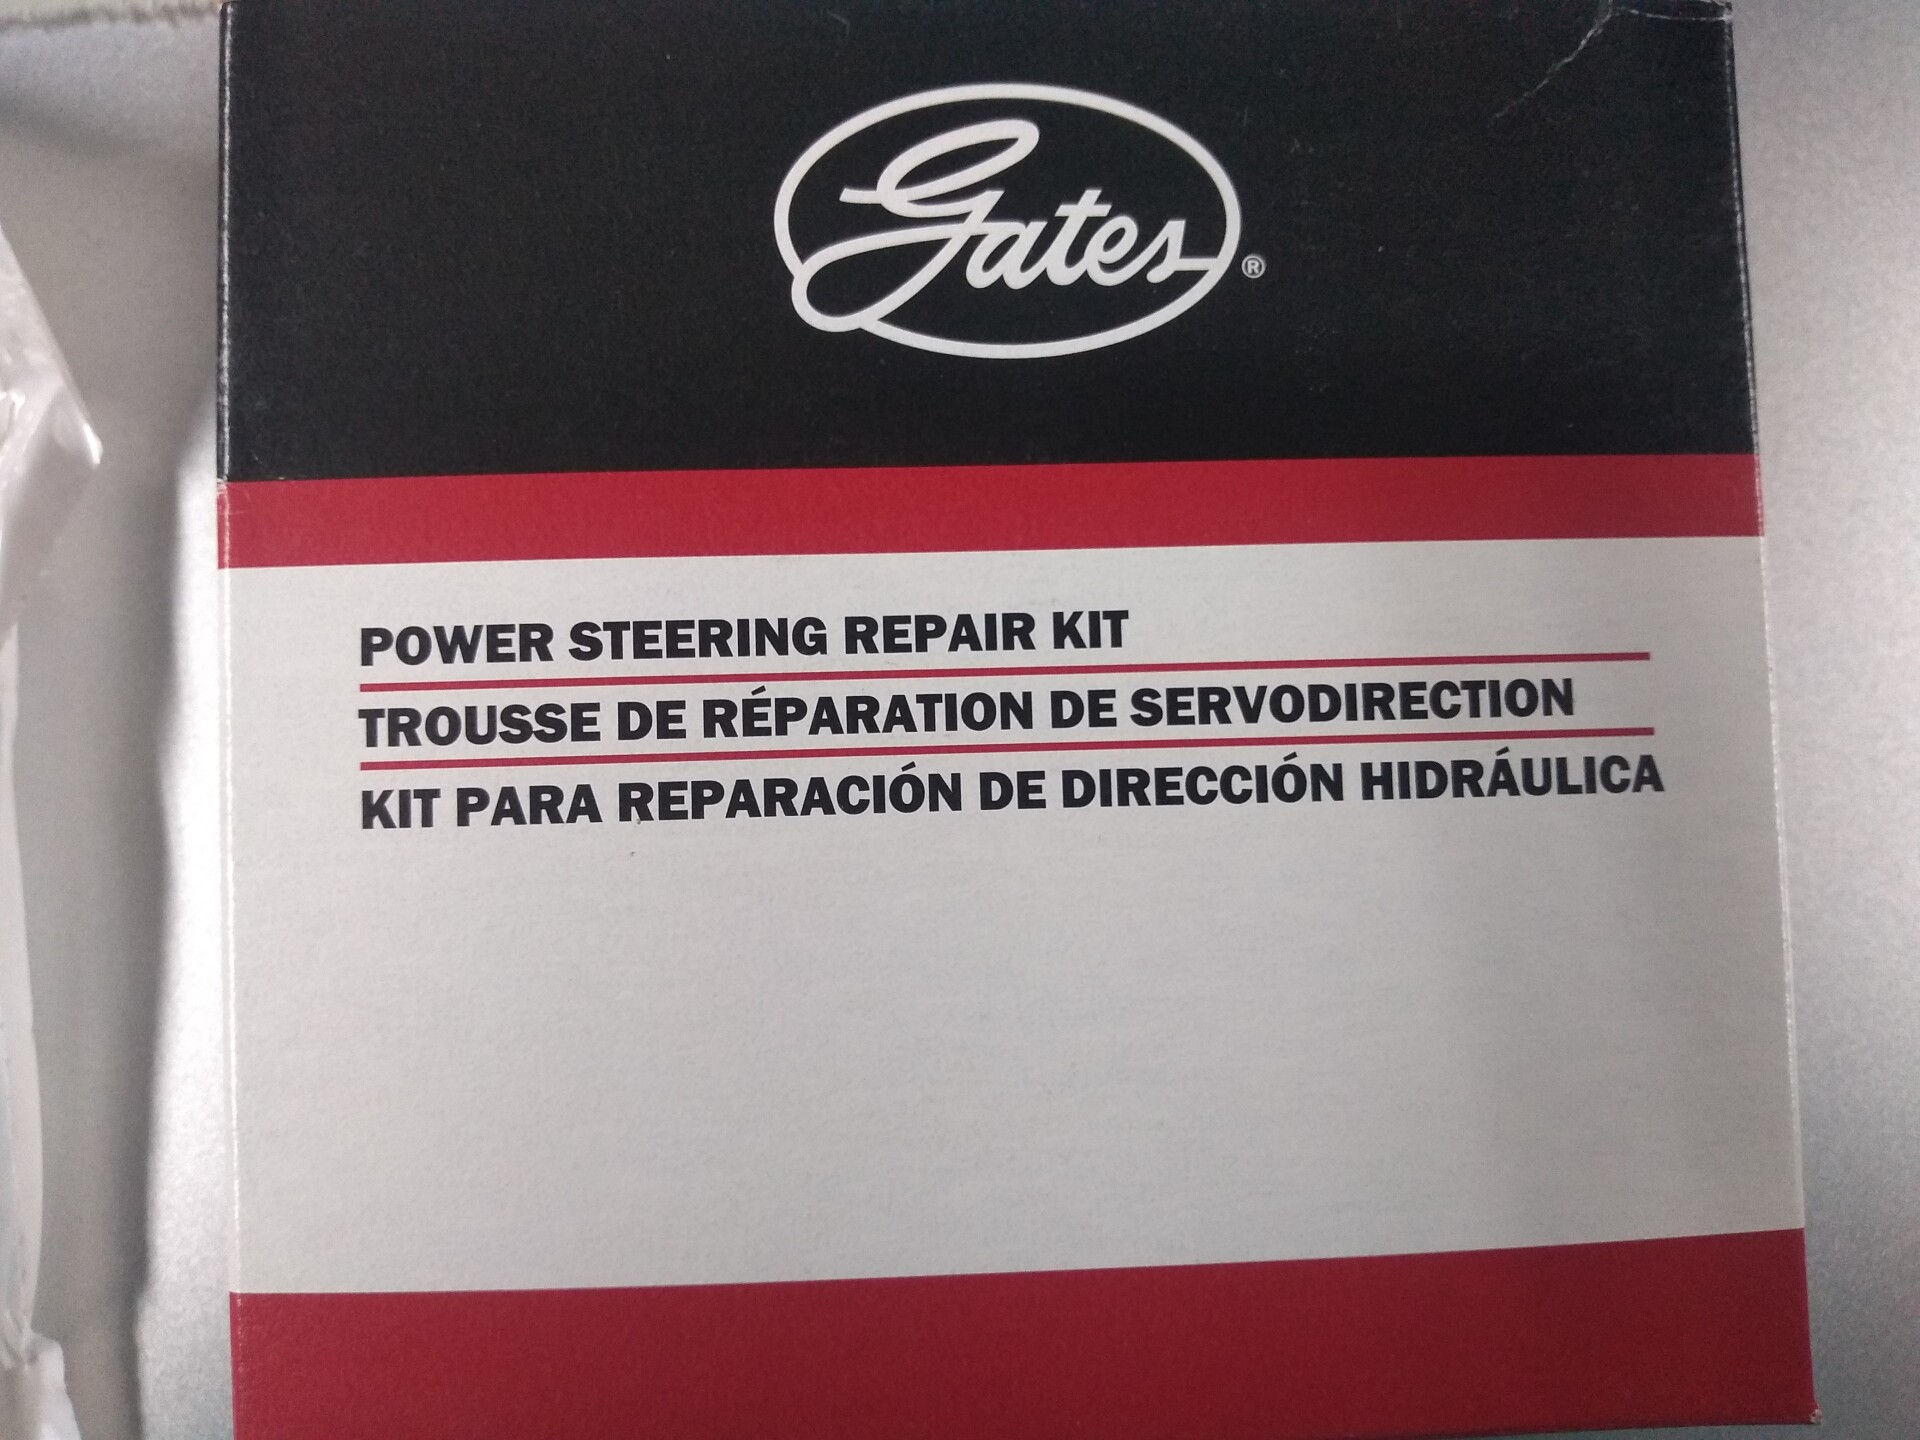 Gates®
POWER STEERING REPAIR KIT
TROUSSE DE RÉPARATION DE SERVODIRECTION
KIT PARA REPARACIÓN DE DIRECCIÓN HIDRÁULICA